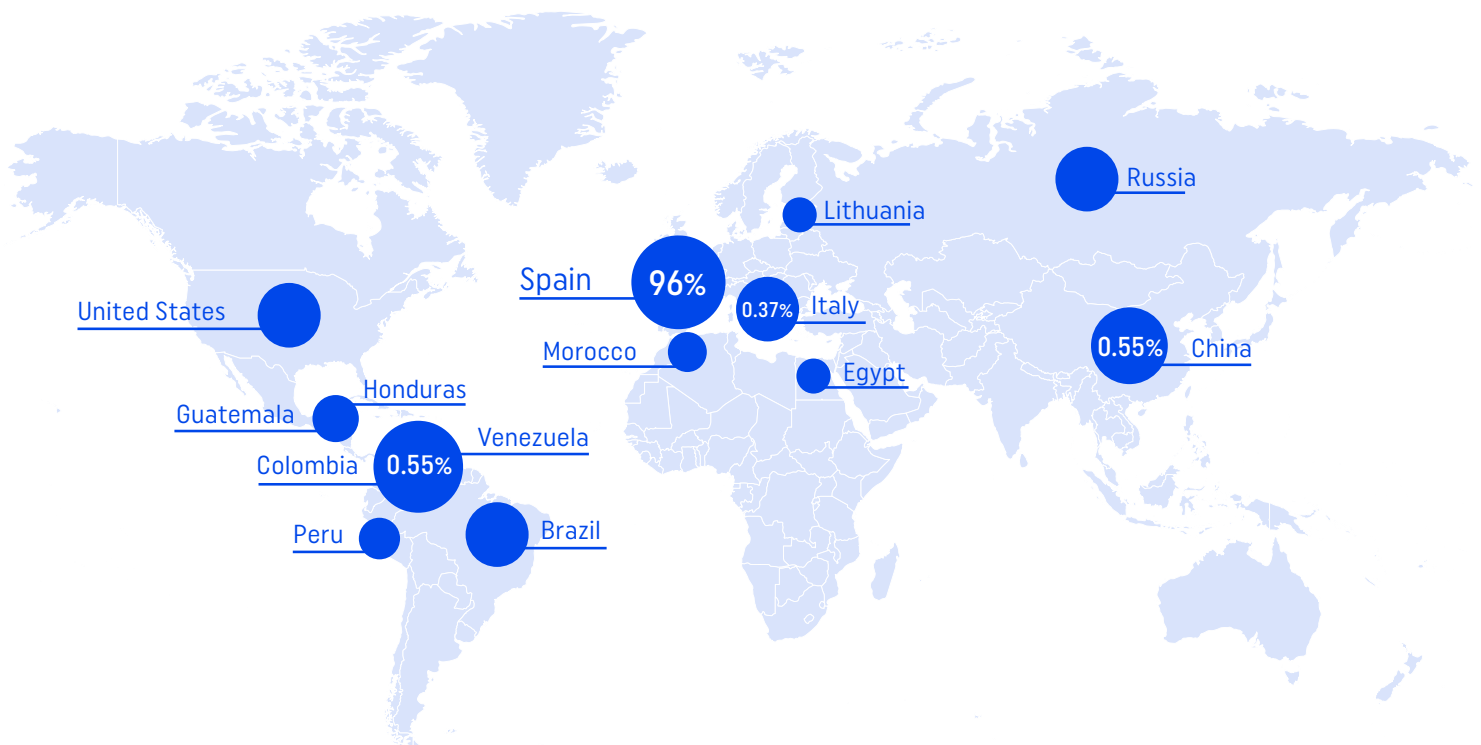 Russia
Lithuania
Spain
96%
0.37%
Italy
United States
Morocco
0.55%
China
Egypt
Honduras
Guatemala
Venezuela
Colombia
0.55%
Peru
Brazil